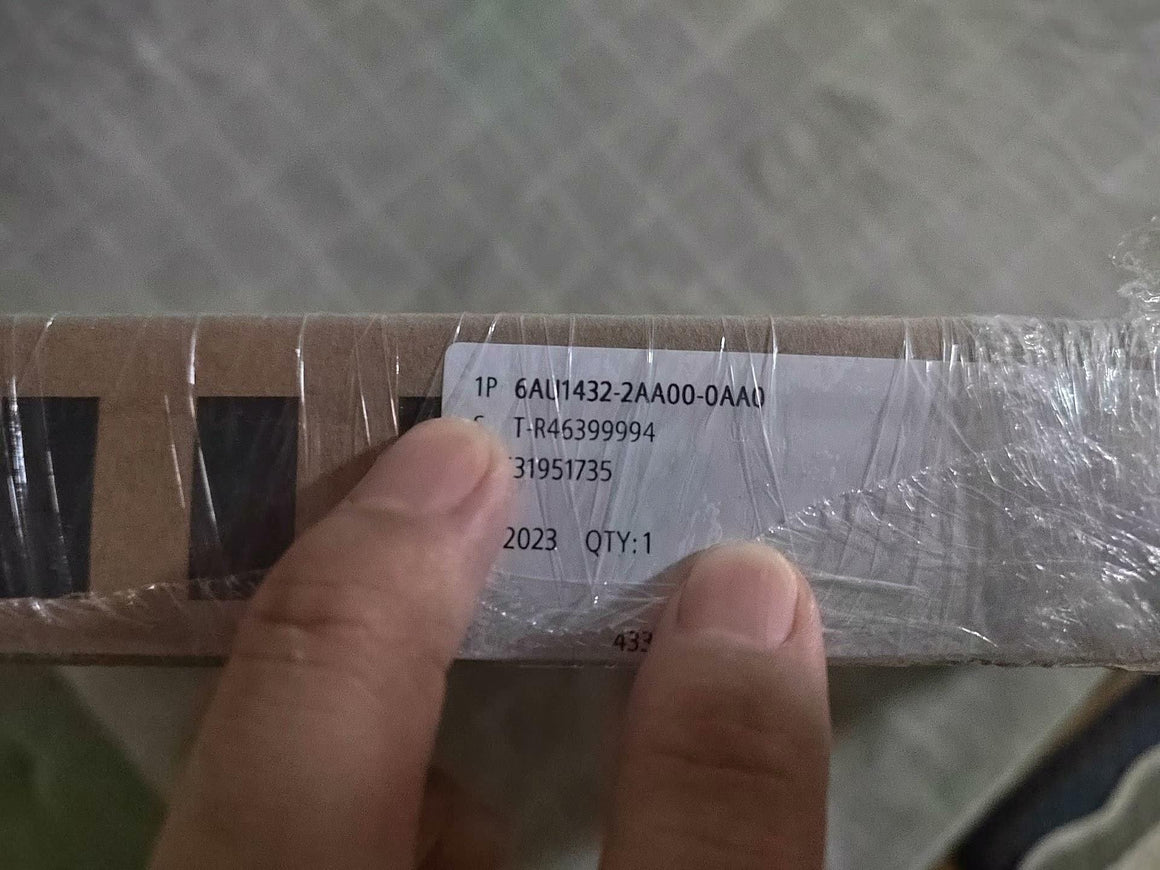 1P 6AU1432-2AA00-0AA0
S T-R46399994
31951735
2023 QTY:1
433